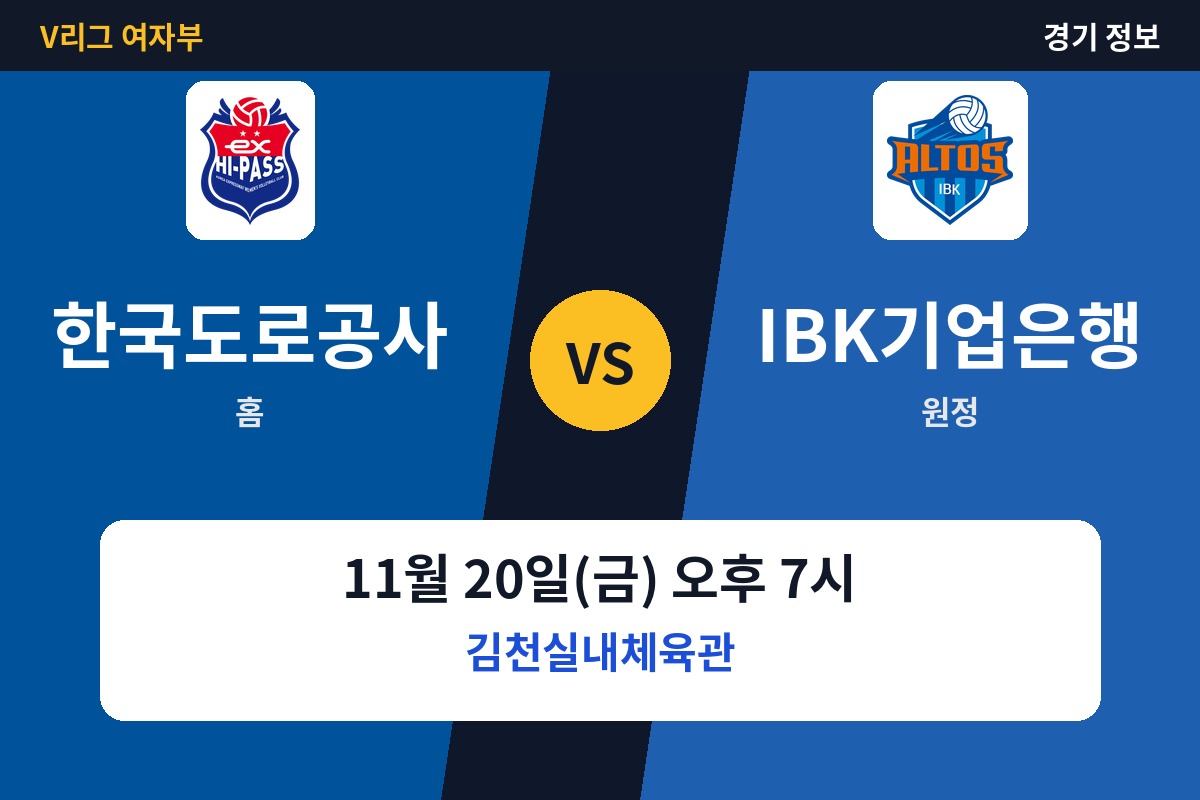 V리그 여자부
경기 정보
ex
HI-PASS
ALTOS
IBK
한국도로공사
IBK기업은행
VS
홈
원정
11월 20일(금) 오후 7시
김천실내체육관